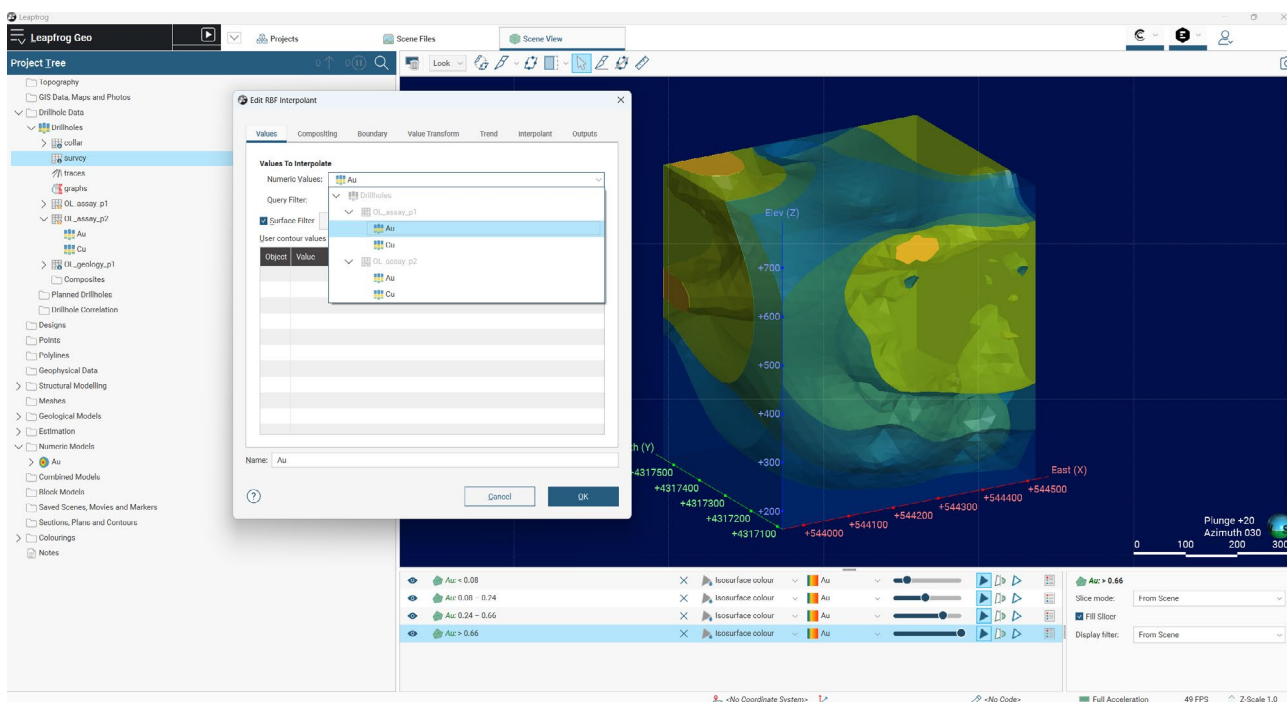 Leapfrog
Leapfrog Geo
Projects
Scene Files
Scene View
Project Tree
0
0
Look
Topography
GIS Data, Maps and Photos
Drillhole Data
Drillholes
collar
survey
traces
graphs
OL_assay_p1
OL_assay_p2
Au
Cu
OL_geology_p1
Composites
Planned Drillholes
Drillhole Correlation
Designs
Points
Polylines
Geophysical Data
Structural Modelling
Meshes
Geological Models
Estimation
Numeric Models
Au
Combined Models
Block Models
Saved Scenes, Movies and Markers
Sections, Plans and Contours
Colourings
Notes
Edit RBF Interpolant
Values
Compositing
Boundary
Value Transform
Trend
Interpolant
Outputs
Values To Interpolate
Numeric Values: Au
Query Filter:
Surface Filter
User contour values
Object Value
Drillholes
OL_assay_p1
Au
Cu
OL_assay_p2
Au
Cu
Name: Au
Cancel
OK
Elev (Z)
+700
+600
+500
+400
+300
+200
th (Y)
+4317500
+4317400
+4317300
+4317200
+4317100
East (X)
+544500
+544400
+544300
+544200
+544100
+544000
Plunge +20
Azimuth 030
0 100 200 300
Au: < 0.08 Isosurface colour Au
Au: 0.08 – 0.24 Isosurface colour Au
Au: 0.24 – 0.66 Isosurface colour Au
Au: > 0.66 Isosurface colour Au
Au: > 0.66
Slice mode: From Scene
Fill Slicer
Display filter: From Scene
<No Coordinate System>
<No Code>
Full Acceleration
49 FPS
Z-Scale 1.0